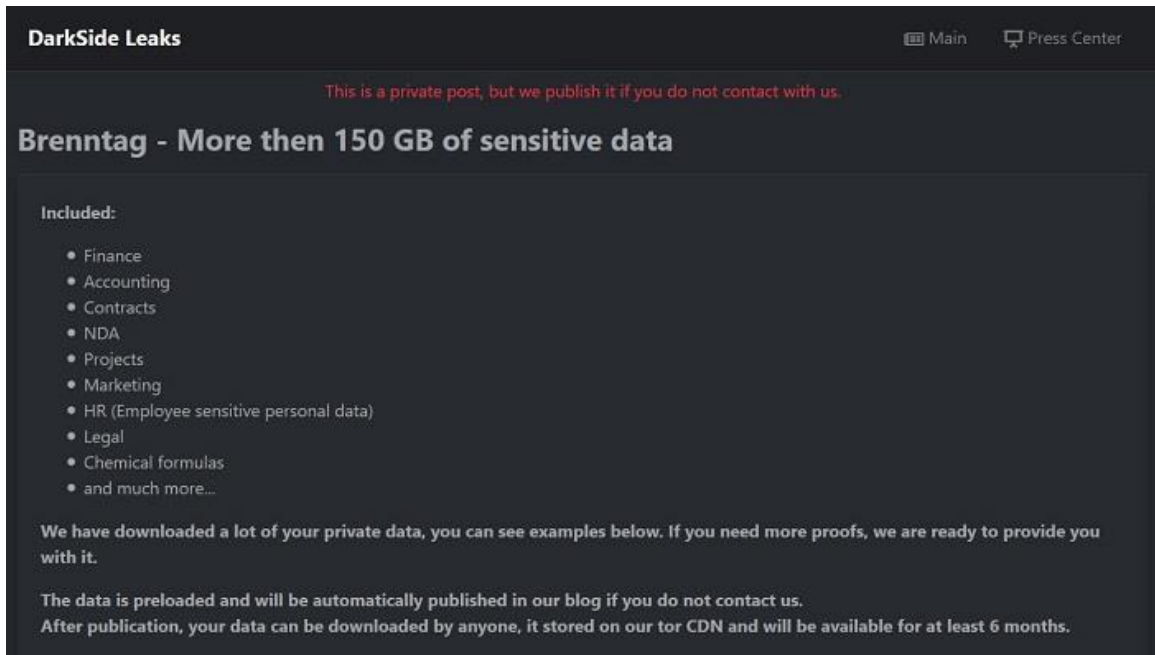 DarkSide Leaks
Main
Press Center
This is a private post, but we publish it if you do not contact with us.
Brenntag - More then 150 GB of sensitive data
Included:
Finance
Accounting
Contracts
NDA
Projects
Marketing
HR (Employee sensitive personal data)
Legal
Chemical formulas
and much more...
We have downloaded a lot of your private data, you can see examples below. If you need more proofs, we are ready to provide you
with it.
The data is preloaded and will be automatically published in our blog if you do not contact us.
After publication, your data can be downloaded by anyone, it stored on our tor CDN and will be available for at least 6 months.